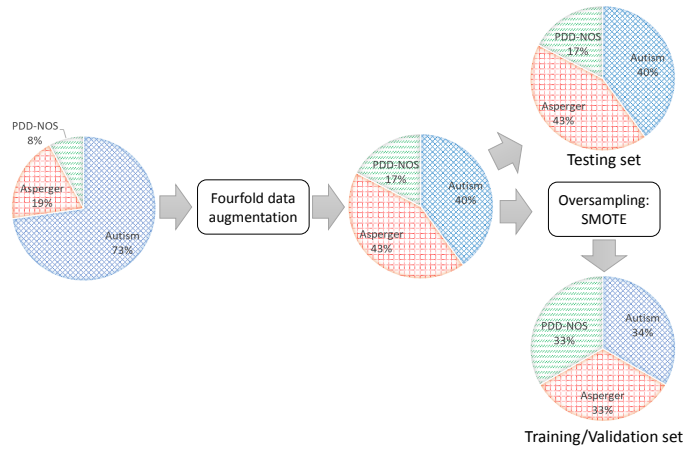 PDD-NOS
8%
Asperger
19%
Autism
73%
Fourfold data
augmentation
PDD-NOS
17%
Autism
40%
Asperger
43%
PDD-NOS
17%
Autism
40%
Asperger
43%
Testing set
Oversampling:
SMOTE
PDD-NOS
33%
Autism
34%
Asperger
33%
Training/Validation set